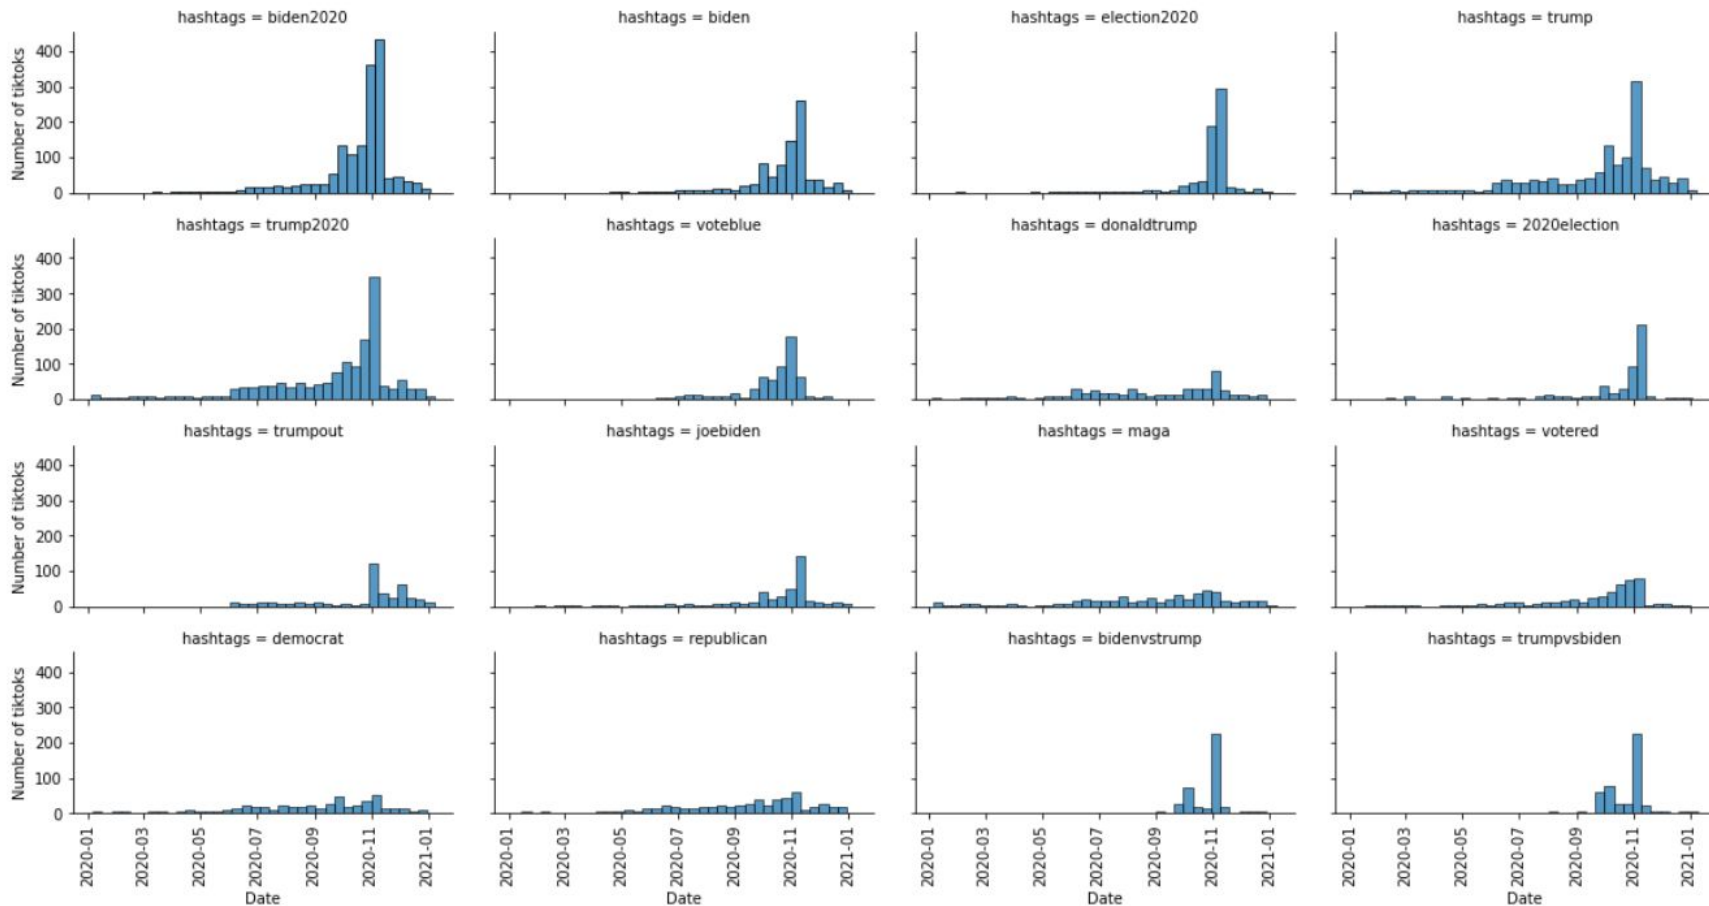 hashtags = biden2020
hashtags = biden
hashtags = election2020
hashtags = trump
Number of tiktoks
400
300
200
100
0
hashtags = trump2020
hashtags = voteblue
hashtags = donaldtrump
hashtags = 2020election
Number of tiktoks
400
300
200
100
0
hashtags = trumpout
hashtags = joebiden
hashtags = maga
hashtags = votered
Number of tiktoks
400
300
200
100
0
hashtags = democrat
hashtags = republican
hashtags = bidenvstrump
hashtags = trumpvsbiden
Number of tiktoks
400
300
200
100
0
2020-01
2020-03
2020-05
2020-07
2020-09
2020-11
2021-01
Date
2020-01
2020-03
2020-05
2020-07
2020-09
2020-11
2021-01
Date
2020-01
2020-03
2020-05
2020-07
2020-09
2020-11
2021-01
Date
2020-01
2020-03
2020-05
2020-07
2020-09
2020-11
2021-01
Date